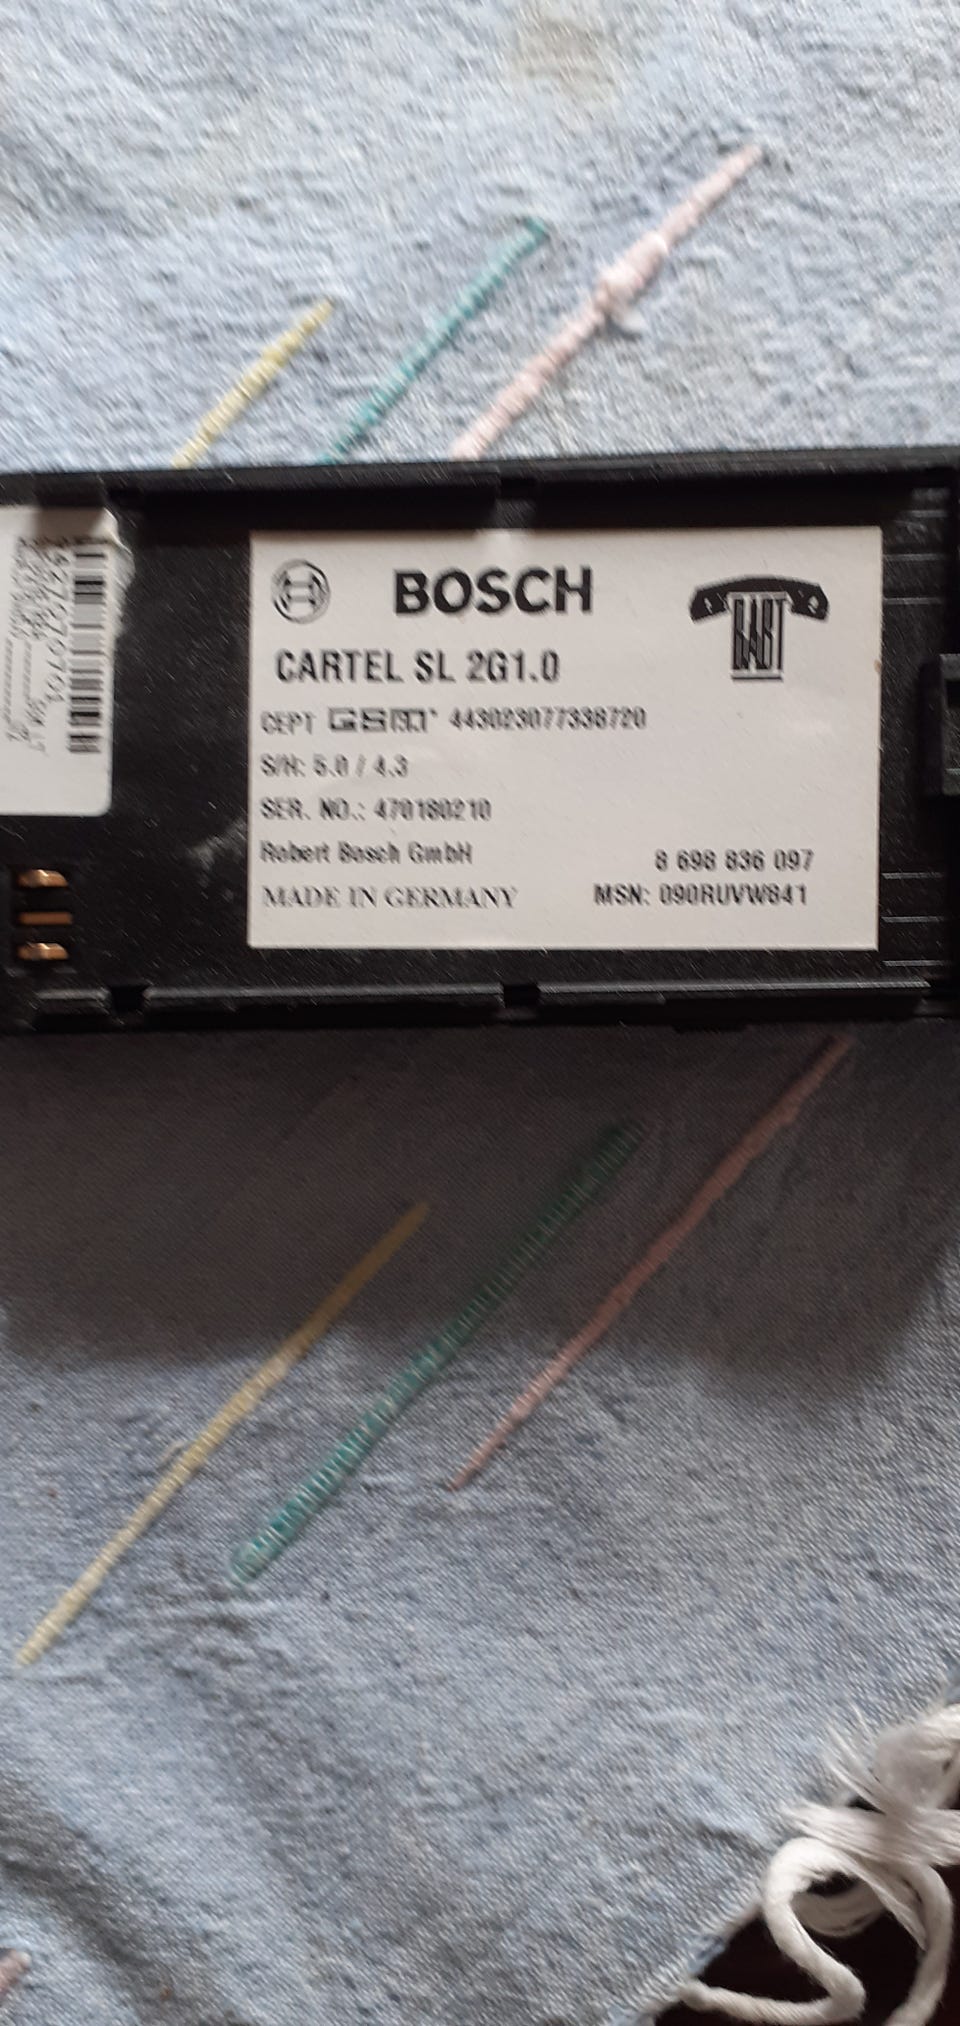 BOSCH
BABT
CARTEL SL 2G1.0
CEPT GSM 443023077338720
S/H: 5.0 / 4.3
SER. NO.: 470180210
Robert Bosch GmbH
8 698 836 097
MADE IN GERMANY
MSN: 090RUVW841